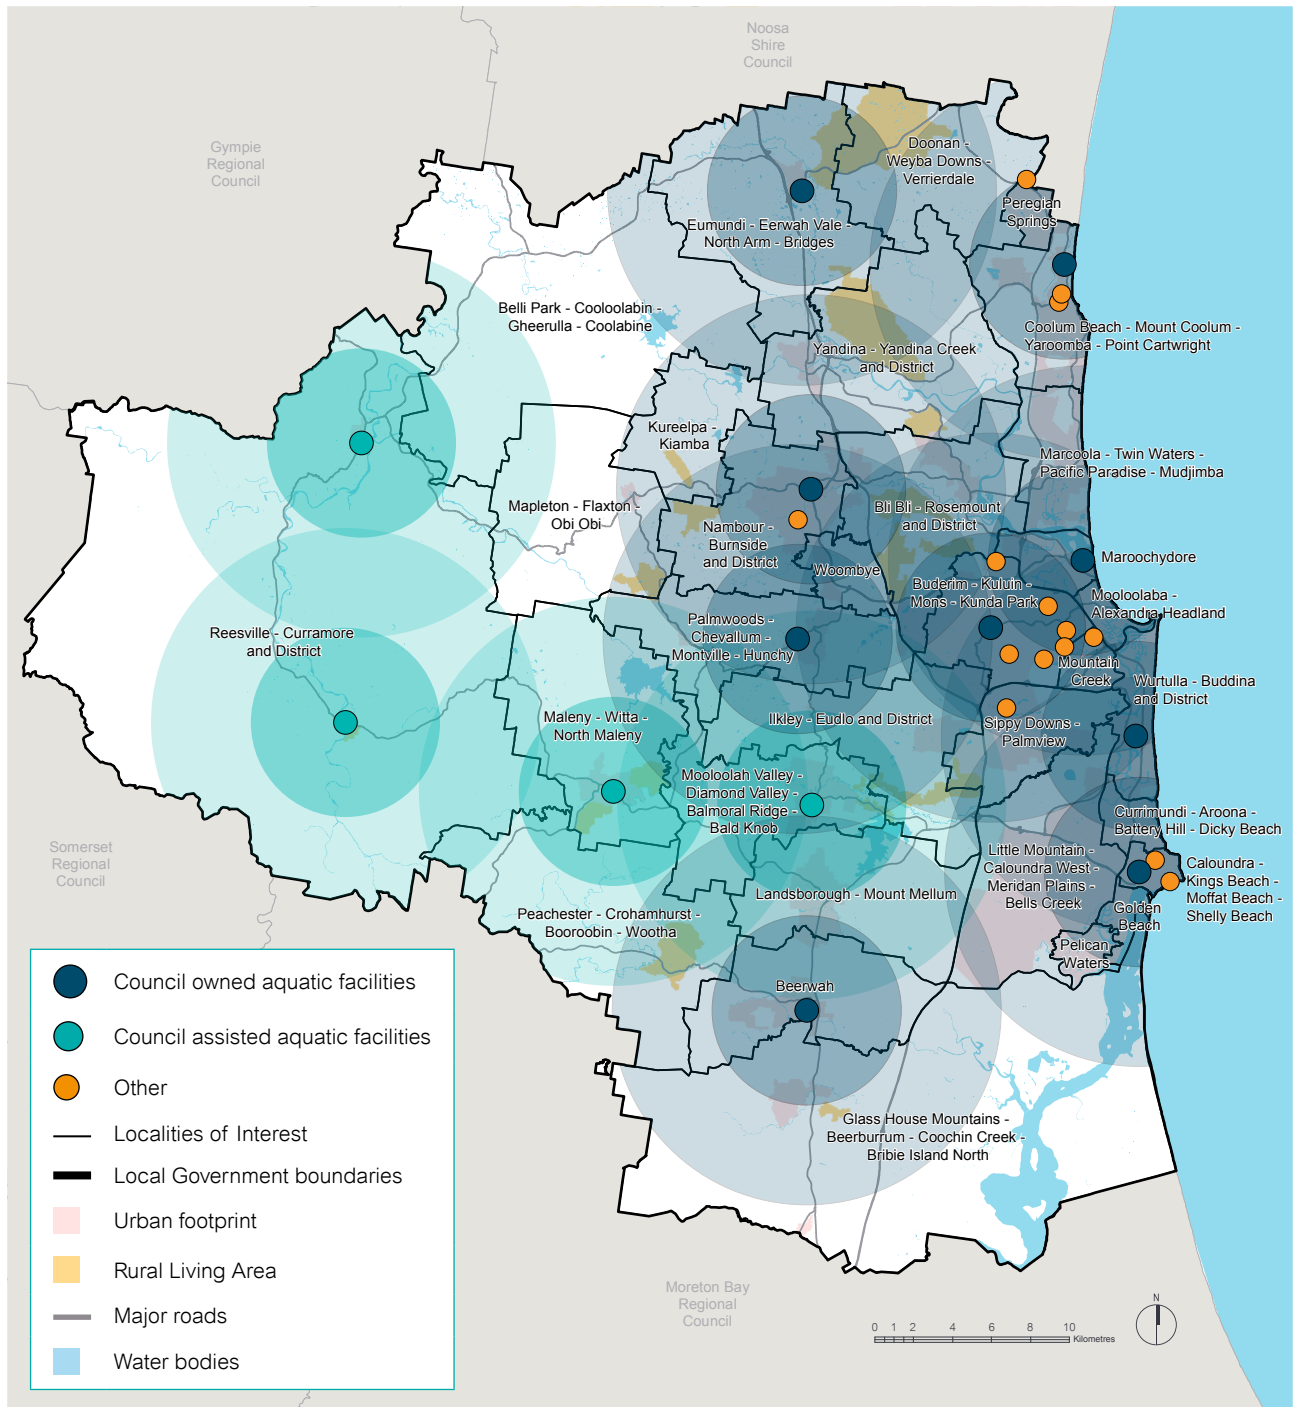 Noosa
Shire
Council
Gympie
Regional
Council
Doonan -
Weyba Downs -
Verrierdale
Peregian
Springs
Eumundi - Eerwah Vale -
North Arm - Bridges
Belli Park - Cooloolabin -
Gheerulla - Coolabine
Coolum Beach - Mount Coolum -
Yaroomba - Point Cartwright
Yandina - Yandina Creek
and District
Kureelpa -
Kiamba
Marcoola - Twin Waters -
Pacific Paradise - Mudjimba
Mapleton - Flaxton -
Obi Obi
Bli Bli - Rosemount
and District
Nambour -
Burnside
and District
Woombye
Maroochydore
Buderim - Kuluin -
Mons - Kunda Park
Mooloolaba -
Alexandra Headland
Reesville - Curramore
and District
Palmwoods -
Chevallum -
Montville - Hunchy
Mountain
Creek
Wurtulla - Buddina
and District
Maleny - Witta -
North Maleny
Ilkley - Eudlo and District
Sippy Downs -
Palmview
Mooloolah Valley -
Diamond Valley -
Balmoral Ridge -
Bald Knob
Currimundi - Aroona -
Battery Hill - Dicky Beach
Somerset
Regional
Council
Little Mountain -
Caloundra West -
Meridan Plains -
Bells Creek
Caloundra -
Kings Beach -
Moffat Beach -
Shelly Beach
Landsborough - Mount Mellum
Golden
Beach
Peachester - Crohamhurst -
Booroobin - Wootha
Pelican
Waters
Beerwah
Glass House Mountains -
Beerburrum - Coochin Creek -
Bribie Island North
Moreton Bay
Regional
Council
Council owned aquatic facilities
Council assisted aquatic facilities
Other
Localities of Interest
Local Government boundaries
Urban footprint
Rural Living Area
Major roads
Water bodies
N
0 1 2 4 6 8 10
Kilometres